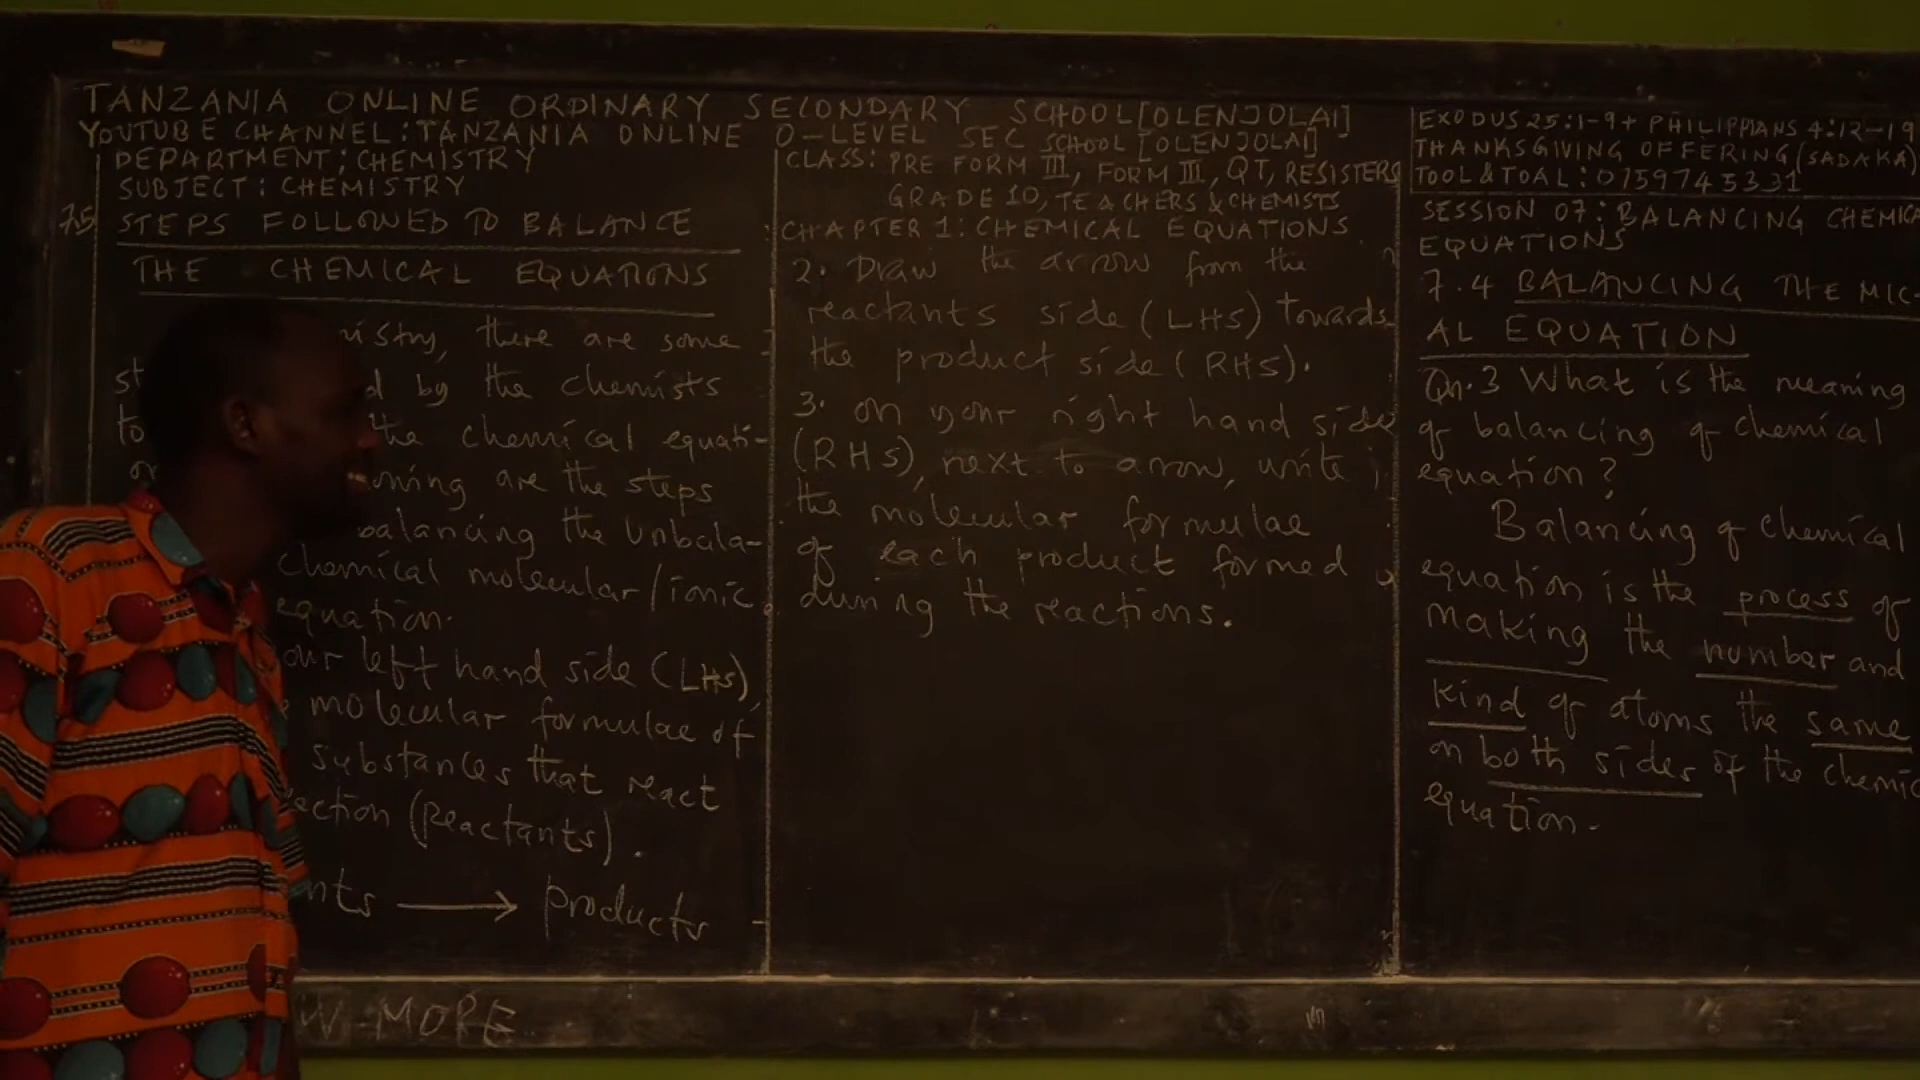 TANZANIA ONLINE ORDINARY SECONDARY SCHOOL [OLENJOLAI]
YOUTUBE CHANNEL: TANZANIA ONLINE O-LEVEL SEC SCHOOL [OLENJOLAI]
DEPARTMENT: CHEMISTRY
SUBJECT: CHEMISTRY
7.5 STEPS FOLLOWED TO BALANCE
THE CHEMICAL EQUATIONS
istry, there are some
st d by the chemists
to the chemical equati-
on owing are the steps
balancing the unbala-
chemical molecular/ionic
equation.
our left hand side (LHS),
molecular formulae of
substances that react
ection (Reactants).
nts → products
W MORE
CLASS: PRE FORM III, FORM III, QT, RESISTERS
GRADE 10, TEACHERS & CHEMISTS
CHAPTER 1: CHEMICAL EQUATIONS
2. Draw the arrow from the
reactants side (LHS) towards
the product side (RHS).
3. On your right hand side
(RHS), next to arrow, write
the molecular formulae
of each product formed
during the reactions.
EXODUS 25:1-9 + PHILIPPIANS 4:12-19
THANKSGIVING OFFERING (SADAKA)
TOOL & TOAL: 0759745331
SESSION 07: BALANCING CHEMICA
EQUATIONS
7.4 BALANCING THE MIC-
AL EQUATION
Qn.3 What is the meaning
of balancing of chemical
equation?
Balancing of chemical
equation is the process of
making the number and
kind of atoms the same
on both sides of the chemic
equation.